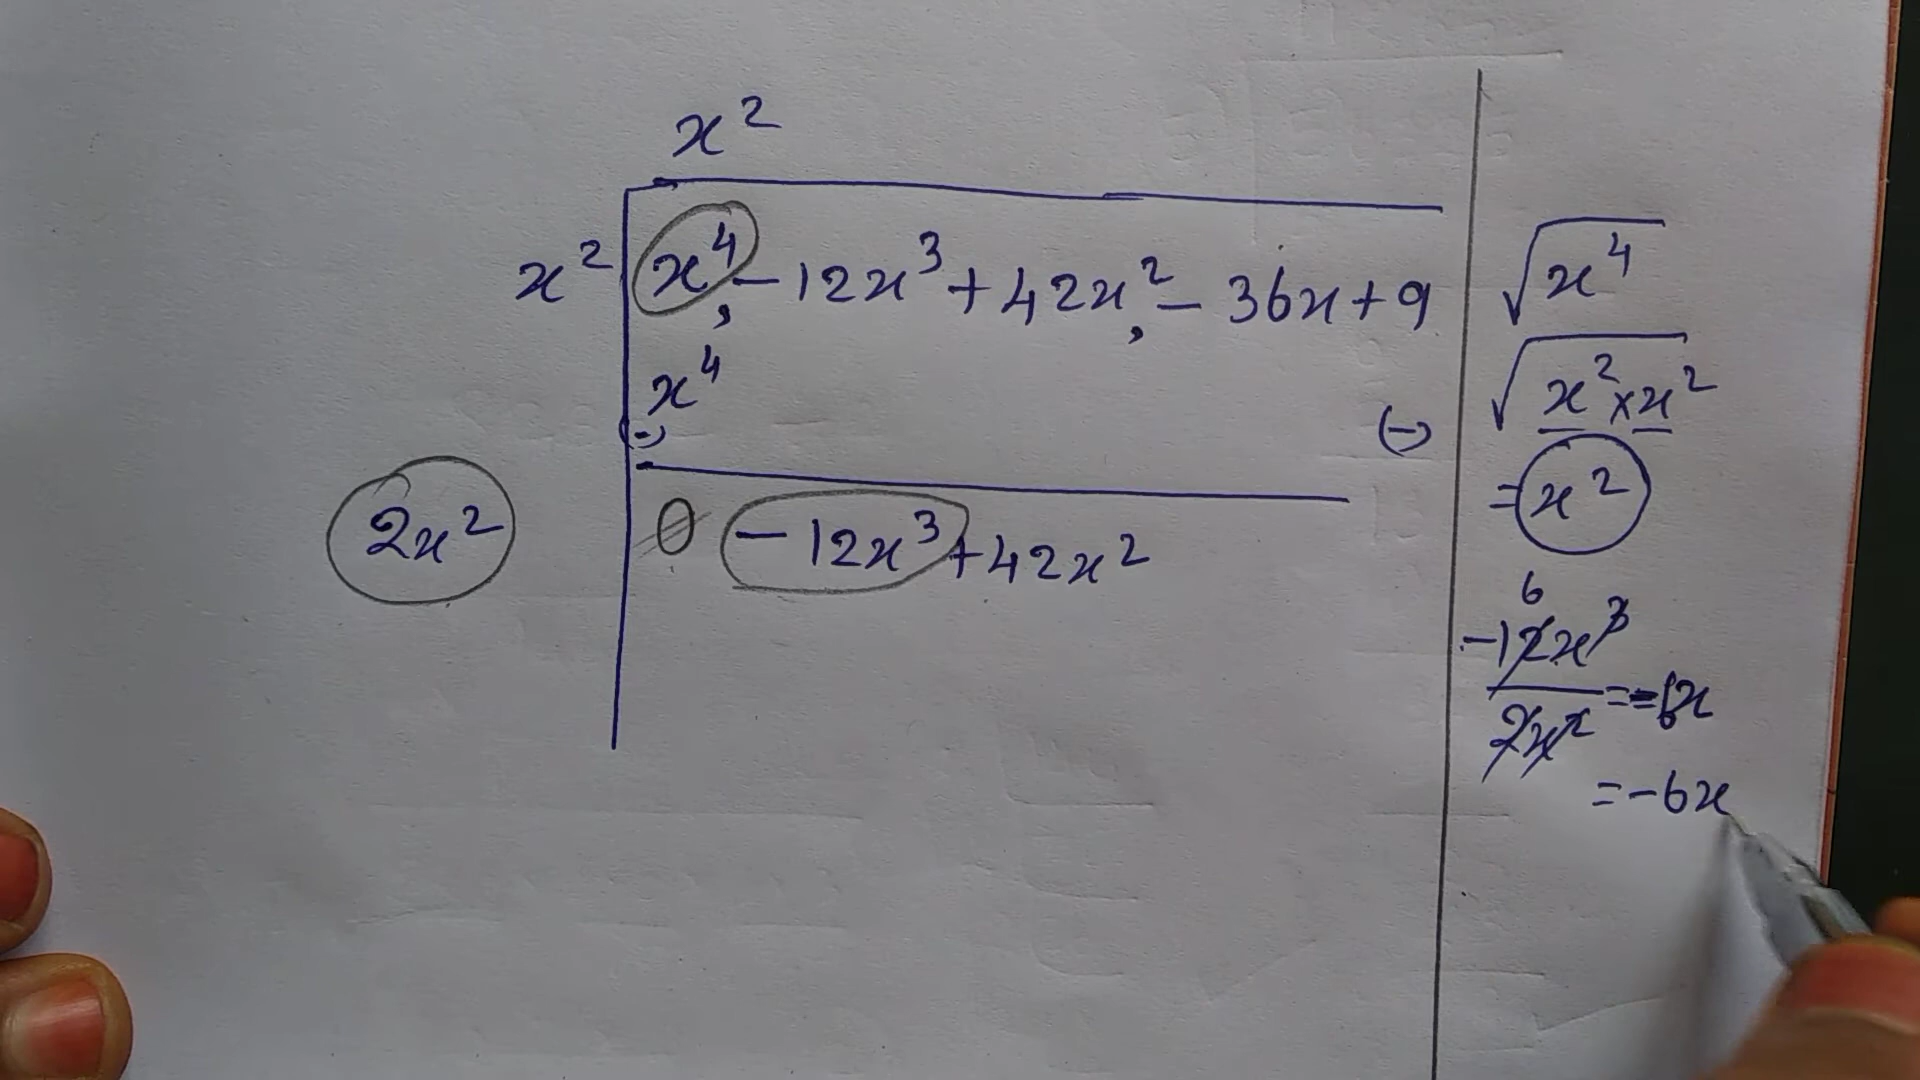 x²
x² x⁴ - 12x³ + 42x² - 36x + 9
x⁴
(-) (-)
2x² 0 - 12x³ + 42x²
√x⁴
√x² × x²
= x²
6
-12x³
2x² = -6x
= -6x